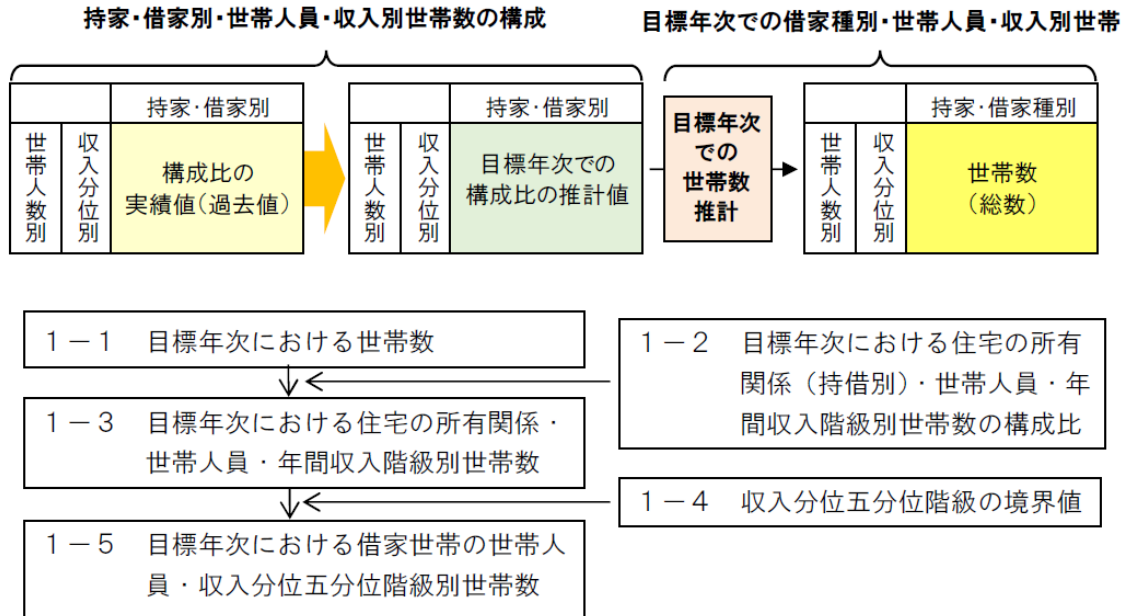 持家・借家別・世帯人員・収入別世帯数の構成
目標年次での借家種別・世帯人員・収入別世帯
持家・借家別
世帯人数別
収入分位別
構成比の
実績値（過去値）
持家・借家別
世帯人数別
収入分位別
目標年次での
構成比の推計値
目標年次
での
世帯数
推計
持家・借家種別
世帯人数別
収入分位別
世帯数
（総数）
１－１　目標年次における世帯数
１－２　目標年次における住宅の所有
関係（持借別）・世帯人員・年
間収入階級別世帯数の構成比
１－３　目標年次における住宅の所有関係・
世帯人員・年間収入階級別世帯数
１－４　収入分位五分位階級の境界値
１－５　目標年次における借家世帯の世帯人
員・収入分位五分位階級別世帯数